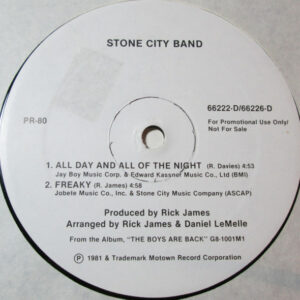 STONE CITY BAND
66222-D/66226-D
PR-80
For Promotional Use Only/
Not For Sale
1. ALL DAY AND ALL OF THE NIGHT (R. Davies) 4:53
Jay Boy Music Corp. & Edward Kassner Music Co., Ltd (BMI)
2. FREAKY (R. James) 4:58
Jobete Music Co., Inc. & Stone City Music Company (ASCAP)
Produced by Rick James
Arranged by Rick James & Daniel LeMelle
From the Album, "THE BOYS ARE BACK" G8-1001M1
Ⓟ 1981 & Trademark Motown Record Corporation